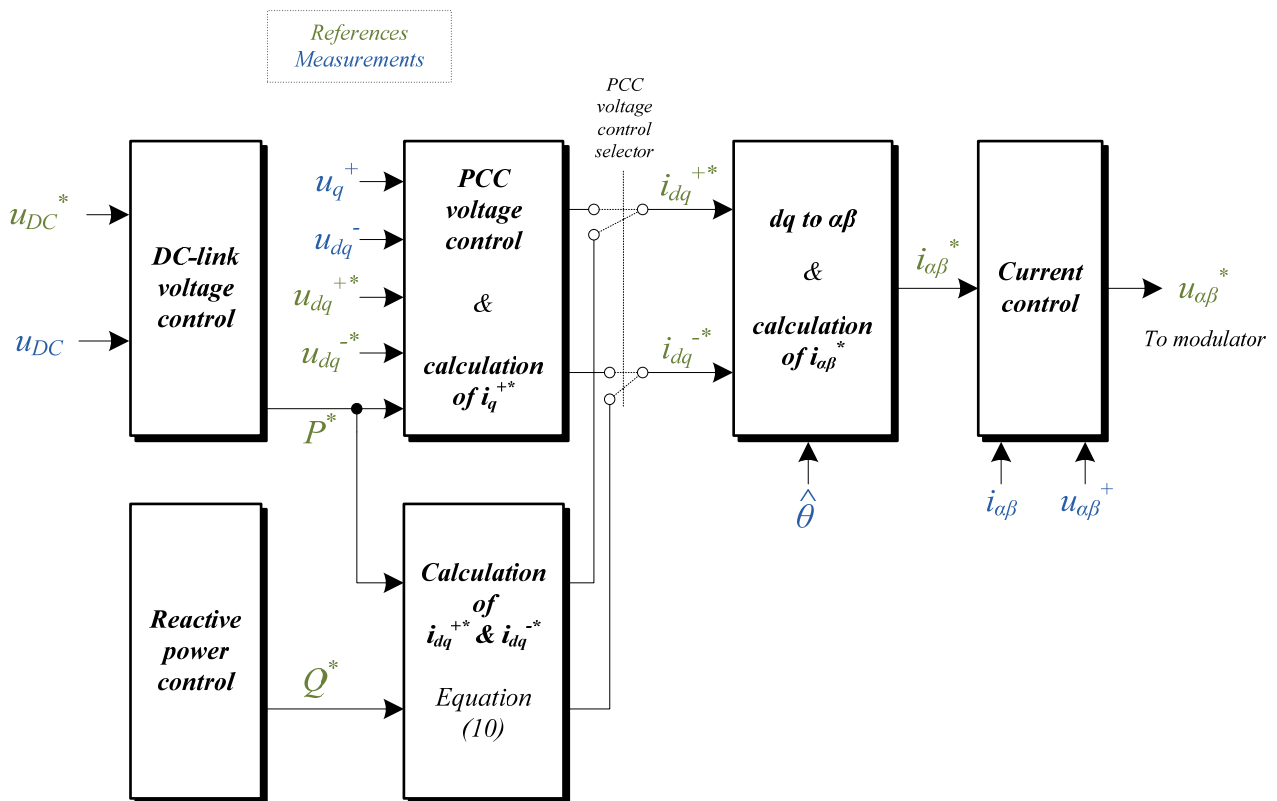 References
Measurements
PCC
voltage
control
selector
u_DC^*
u_DC
DC-link
voltage
control
P^*
u_q^+
u_dq^-
u_dq^{+*}
u_dq^{-*}
PCC
voltage
control
&
calculation
of i_q^{+*}
i_dq^{+*}
i_dq^{-*}
dq to αβ
&
calculation
of i_αβ^*
θ̂
i_αβ^*
Current
control
i_αβ
u_αβ^+
u_αβ^*
To modulator
Reactive
power
control
Q^*
Calculation
of
i_dq^{+*} & i_dq^{-*}
Equation
(10)